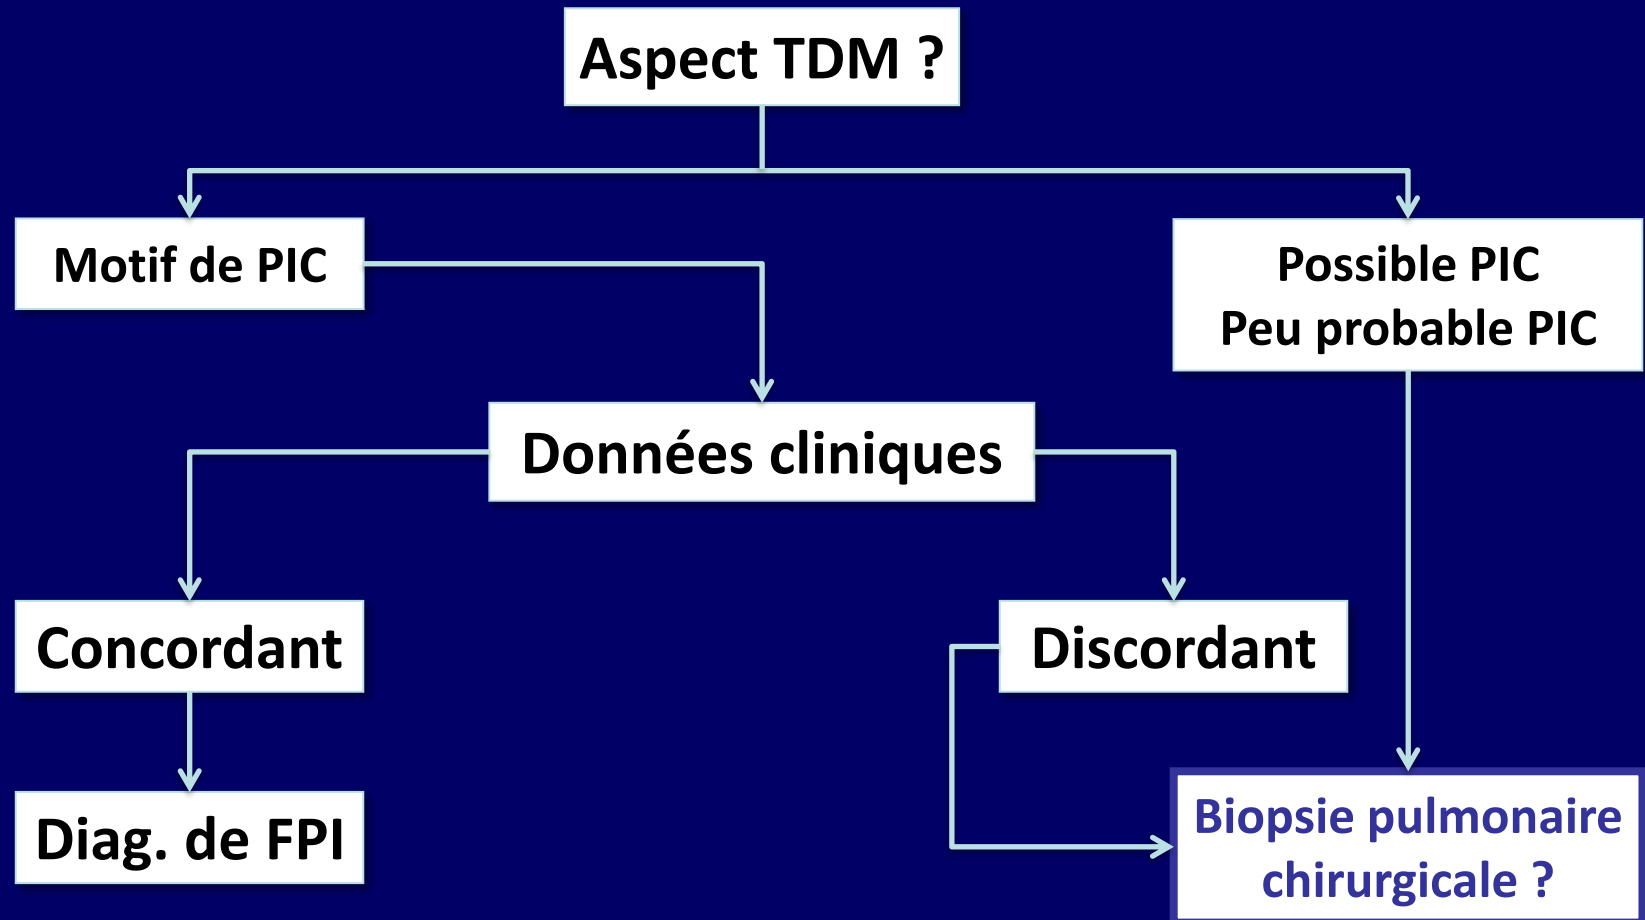 Aspect TDM ?
Motif de PIC
Possible PIC
Peu probable PIC
Données cliniques
Concordant
Discordant
Diag. de FPI
Biopsie pulmonaire
chirurgicale ?